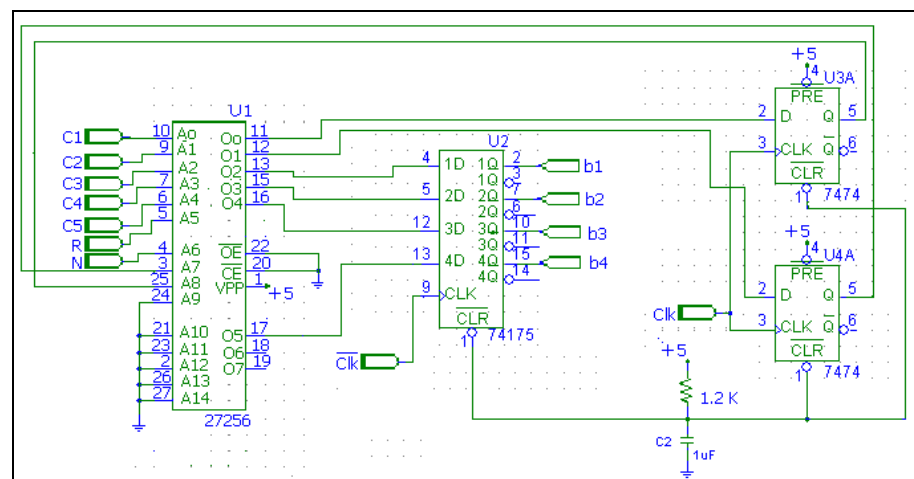 +5
U3A
4
PRE
2 D Q 5
3 CLK Q 6
CLR
1 7474
U1
C1 10 Ao Oo 11
C2 9 A1 O1 12
C3 8 A2 O2 13
C4 7 A3 O3 15
C5 6 A4 O4 16
R 5 A5
N 4 A6 OE 22
3 A7 CE 20
25 A8 VPP 1 +5
24 A9
21 A10 O5 17
23 A11 O6 18
2 A12 O7 19
26 A13
27 A14
27256
U2
4 1D 1Q 2 b1
1Q 3
5 2D 2Q 7 b2
2Q 6
12 3D 3Q 10 b3
3Q 11
13 4D 4Q 15 b4
4Q 14
9 CLK
CLR
1 74175
Clk
+5
U4A
4
PRE
2 D Q 5
Clk 3 CLK Q 6
CLR
1 7474
+5
1.2 K
C2
1uF